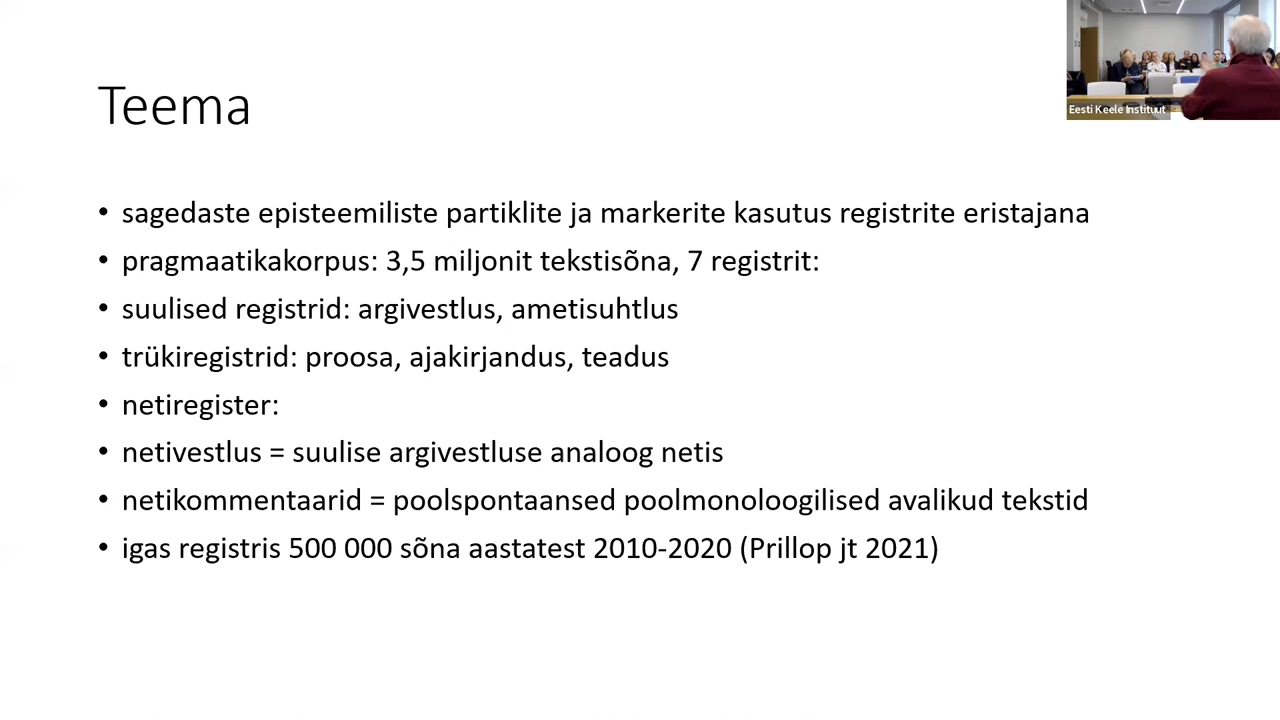 Teema
Eesti Keele Instituut
• sagedaste episteemiliste partiklite ja markerite kasutus registrite eristajana
• pragmaatikakorpus: 3,5 miljonit tekstisõna, 7 registrit:
• suulised registrid: argivestlus, ametisuhtlus
• trükiregistrid: proosa, ajakirjandus, teadus
• netiregister:
• netivestlus = suulise argivestluse analoog netis
• netikommentaarid = poolspontaansed poolmonoloogilised avalikud tekstid
• igas registris 500 000 sõna aastatest 2010-2020 (Prillop jt 2021)